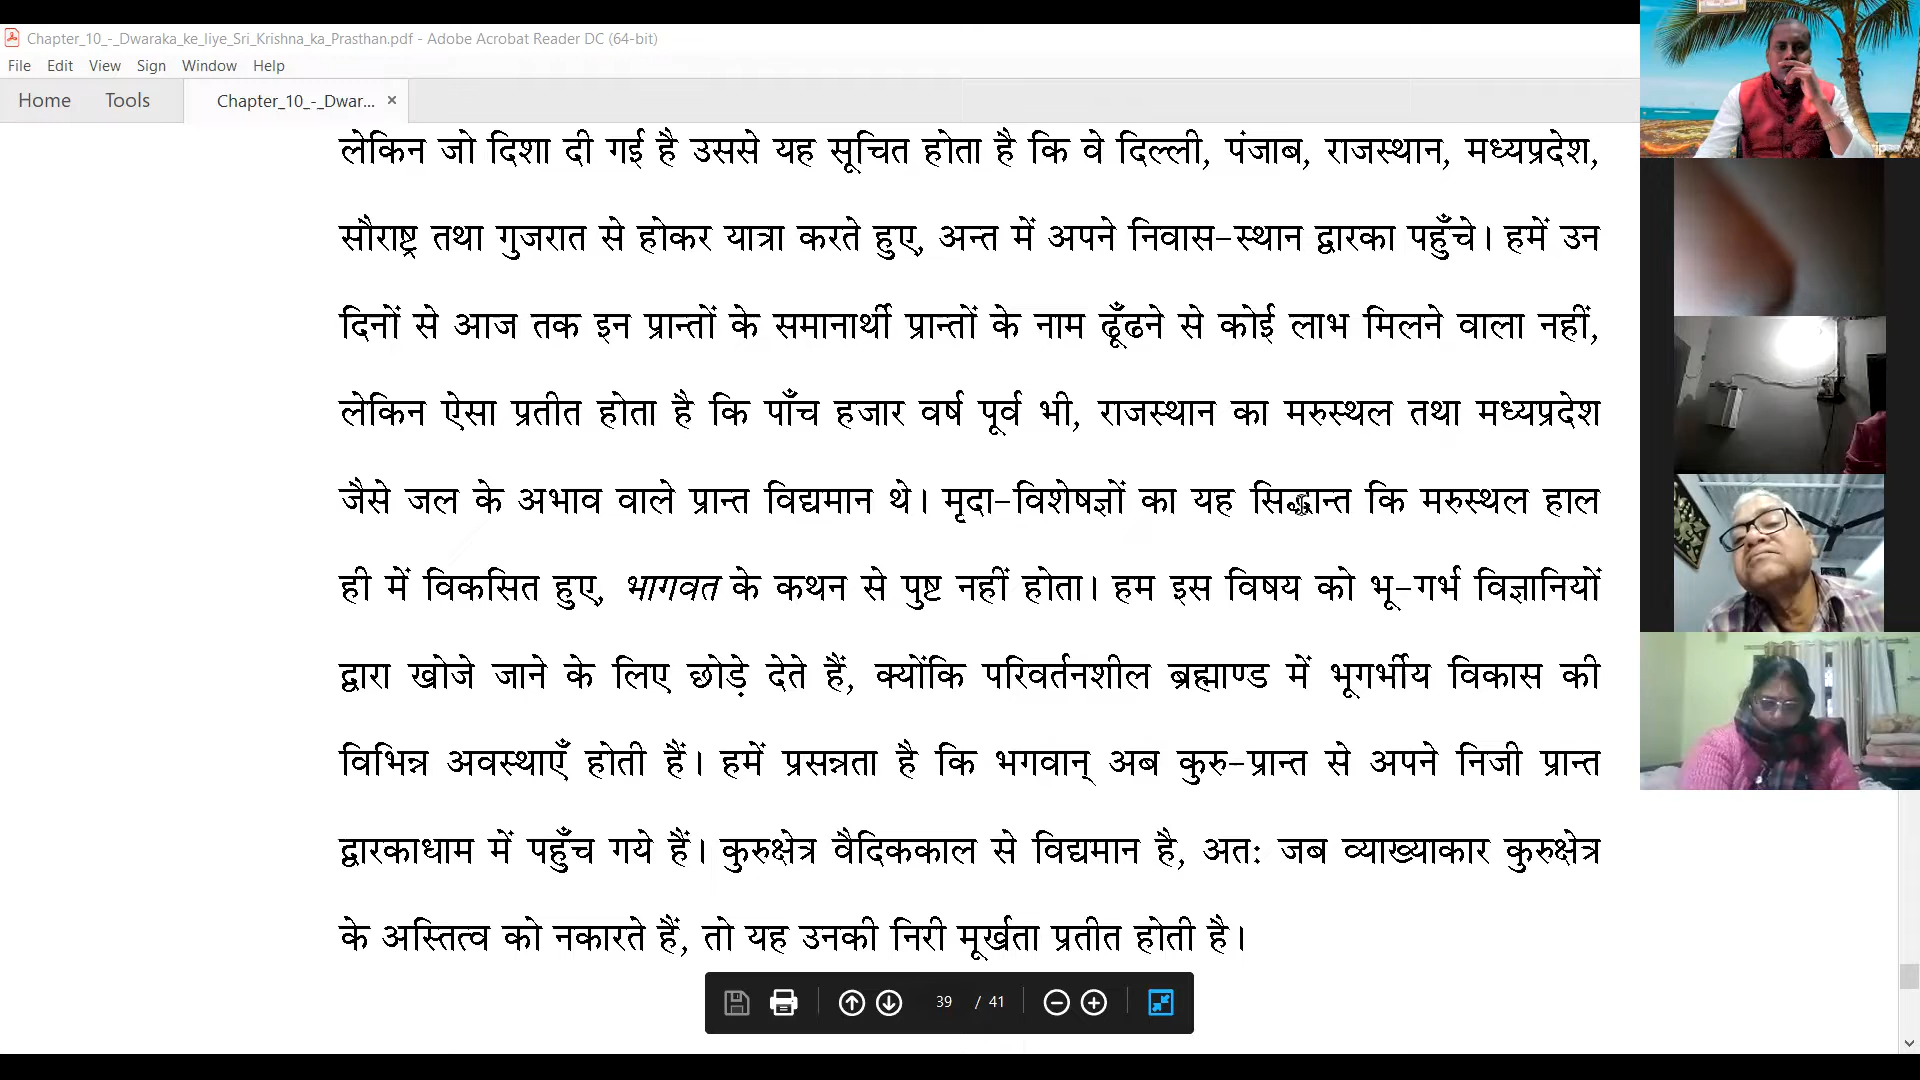 Chapter_10_-_Dwaraka_ke_liye_Sri_Krishna_ka_Prasthan.pdf - Adobe Acrobat Reader DC (64-bit)
File Edit View Sign Window Help
Home Tools Chapter_10_-_Dwar... ×
लेकिन जो दिशा दी गई है उससे यह सूचित होता है कि वे दिल्ली, पंजाब, राजस्थान, मध्यप्रदेश,
सौराष्ट्र तथा गुजरात से होकर यात्रा करते हुए, अन्त में अपने निवास-स्थान द्वारका पहुँचे। हमें उन
दिनों से आज तक इन प्रान्तों के समानार्थी प्रान्तों के नाम ढूँढने से कोई लाभ मिलने वाला नहीं,
लेकिन ऐसा प्रतीत होता है कि पाँच हजार वर्ष पूर्व भी, राजस्थान का मरुस्थल तथा मध्यप्रदेश
जैसे जल के अभाव वाले प्रान्त विद्यमान थे। मृदा-विशेषज्ञों का यह सिद्धान्त कि मरुस्थल हाल
ही में विकसित हुए, भागवत के कथन से पुष्ट नहीं होता। हम इस विषय को भू-गर्भ विज्ञानियों
द्वारा खोजे जाने के लिए छोड़े देते हैं, क्योंकि परिवर्तनशील ब्रह्माण्ड में भूगर्भीय विकास की
विभिन्न अवस्थाएँ होती हैं। हमें प्रसन्नता है कि भगवान् अब कुरु-प्रान्त से अपने निजी प्रान्त
द्वारकाधाम में पहुँच गये हैं। कुरुक्षेत्र वैदिककाल से विद्यमान है, अतः जब व्याख्याकार कुरुक्षेत्र
के अस्तित्व को नकारते हैं, तो यह उनकी निरी मूर्खता प्रतीत होती है।
39 / 41